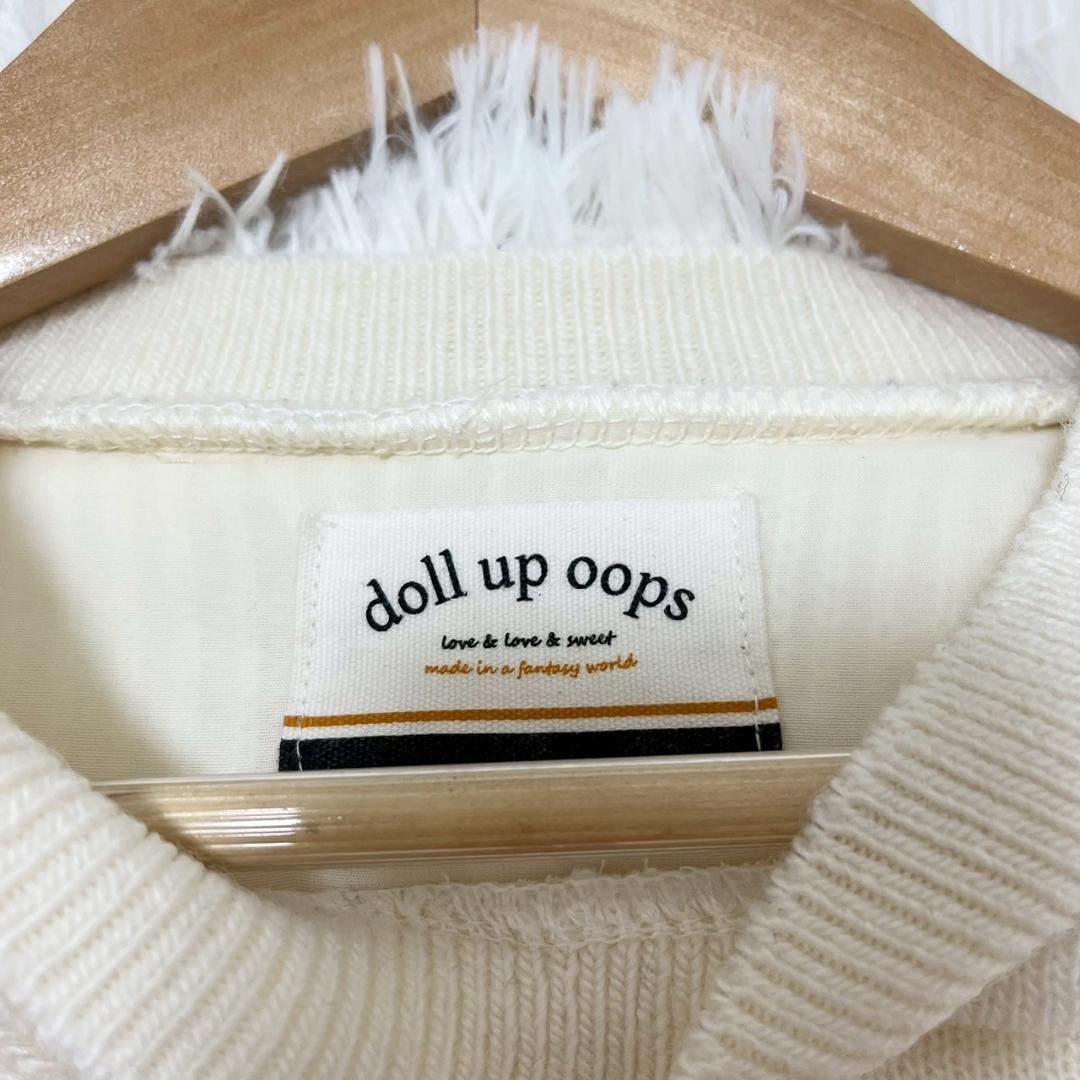 doll up oops
love & love & sweet
made in a fantasy world